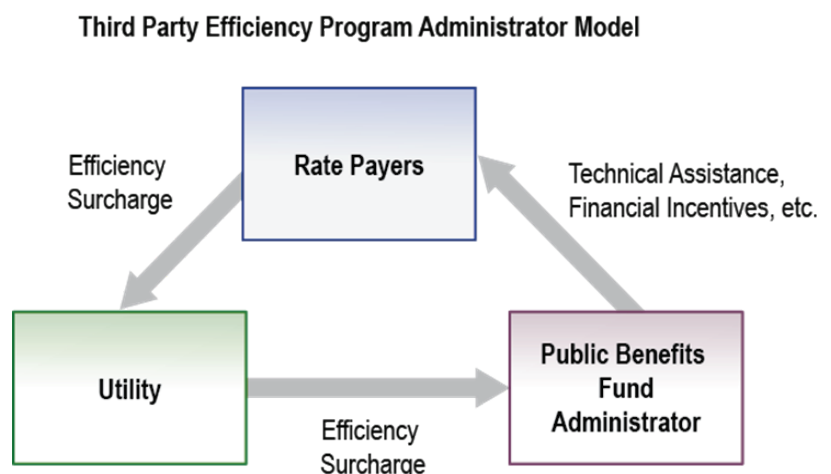 Third Party Efficiency Program Administrator Model
Efficiency
Surcharge
Rate Payers
Technical Assistance,
Financial Incentives, etc.
Utility
Public Benefits
Fund
Administrator
Efficiency
Surcharge